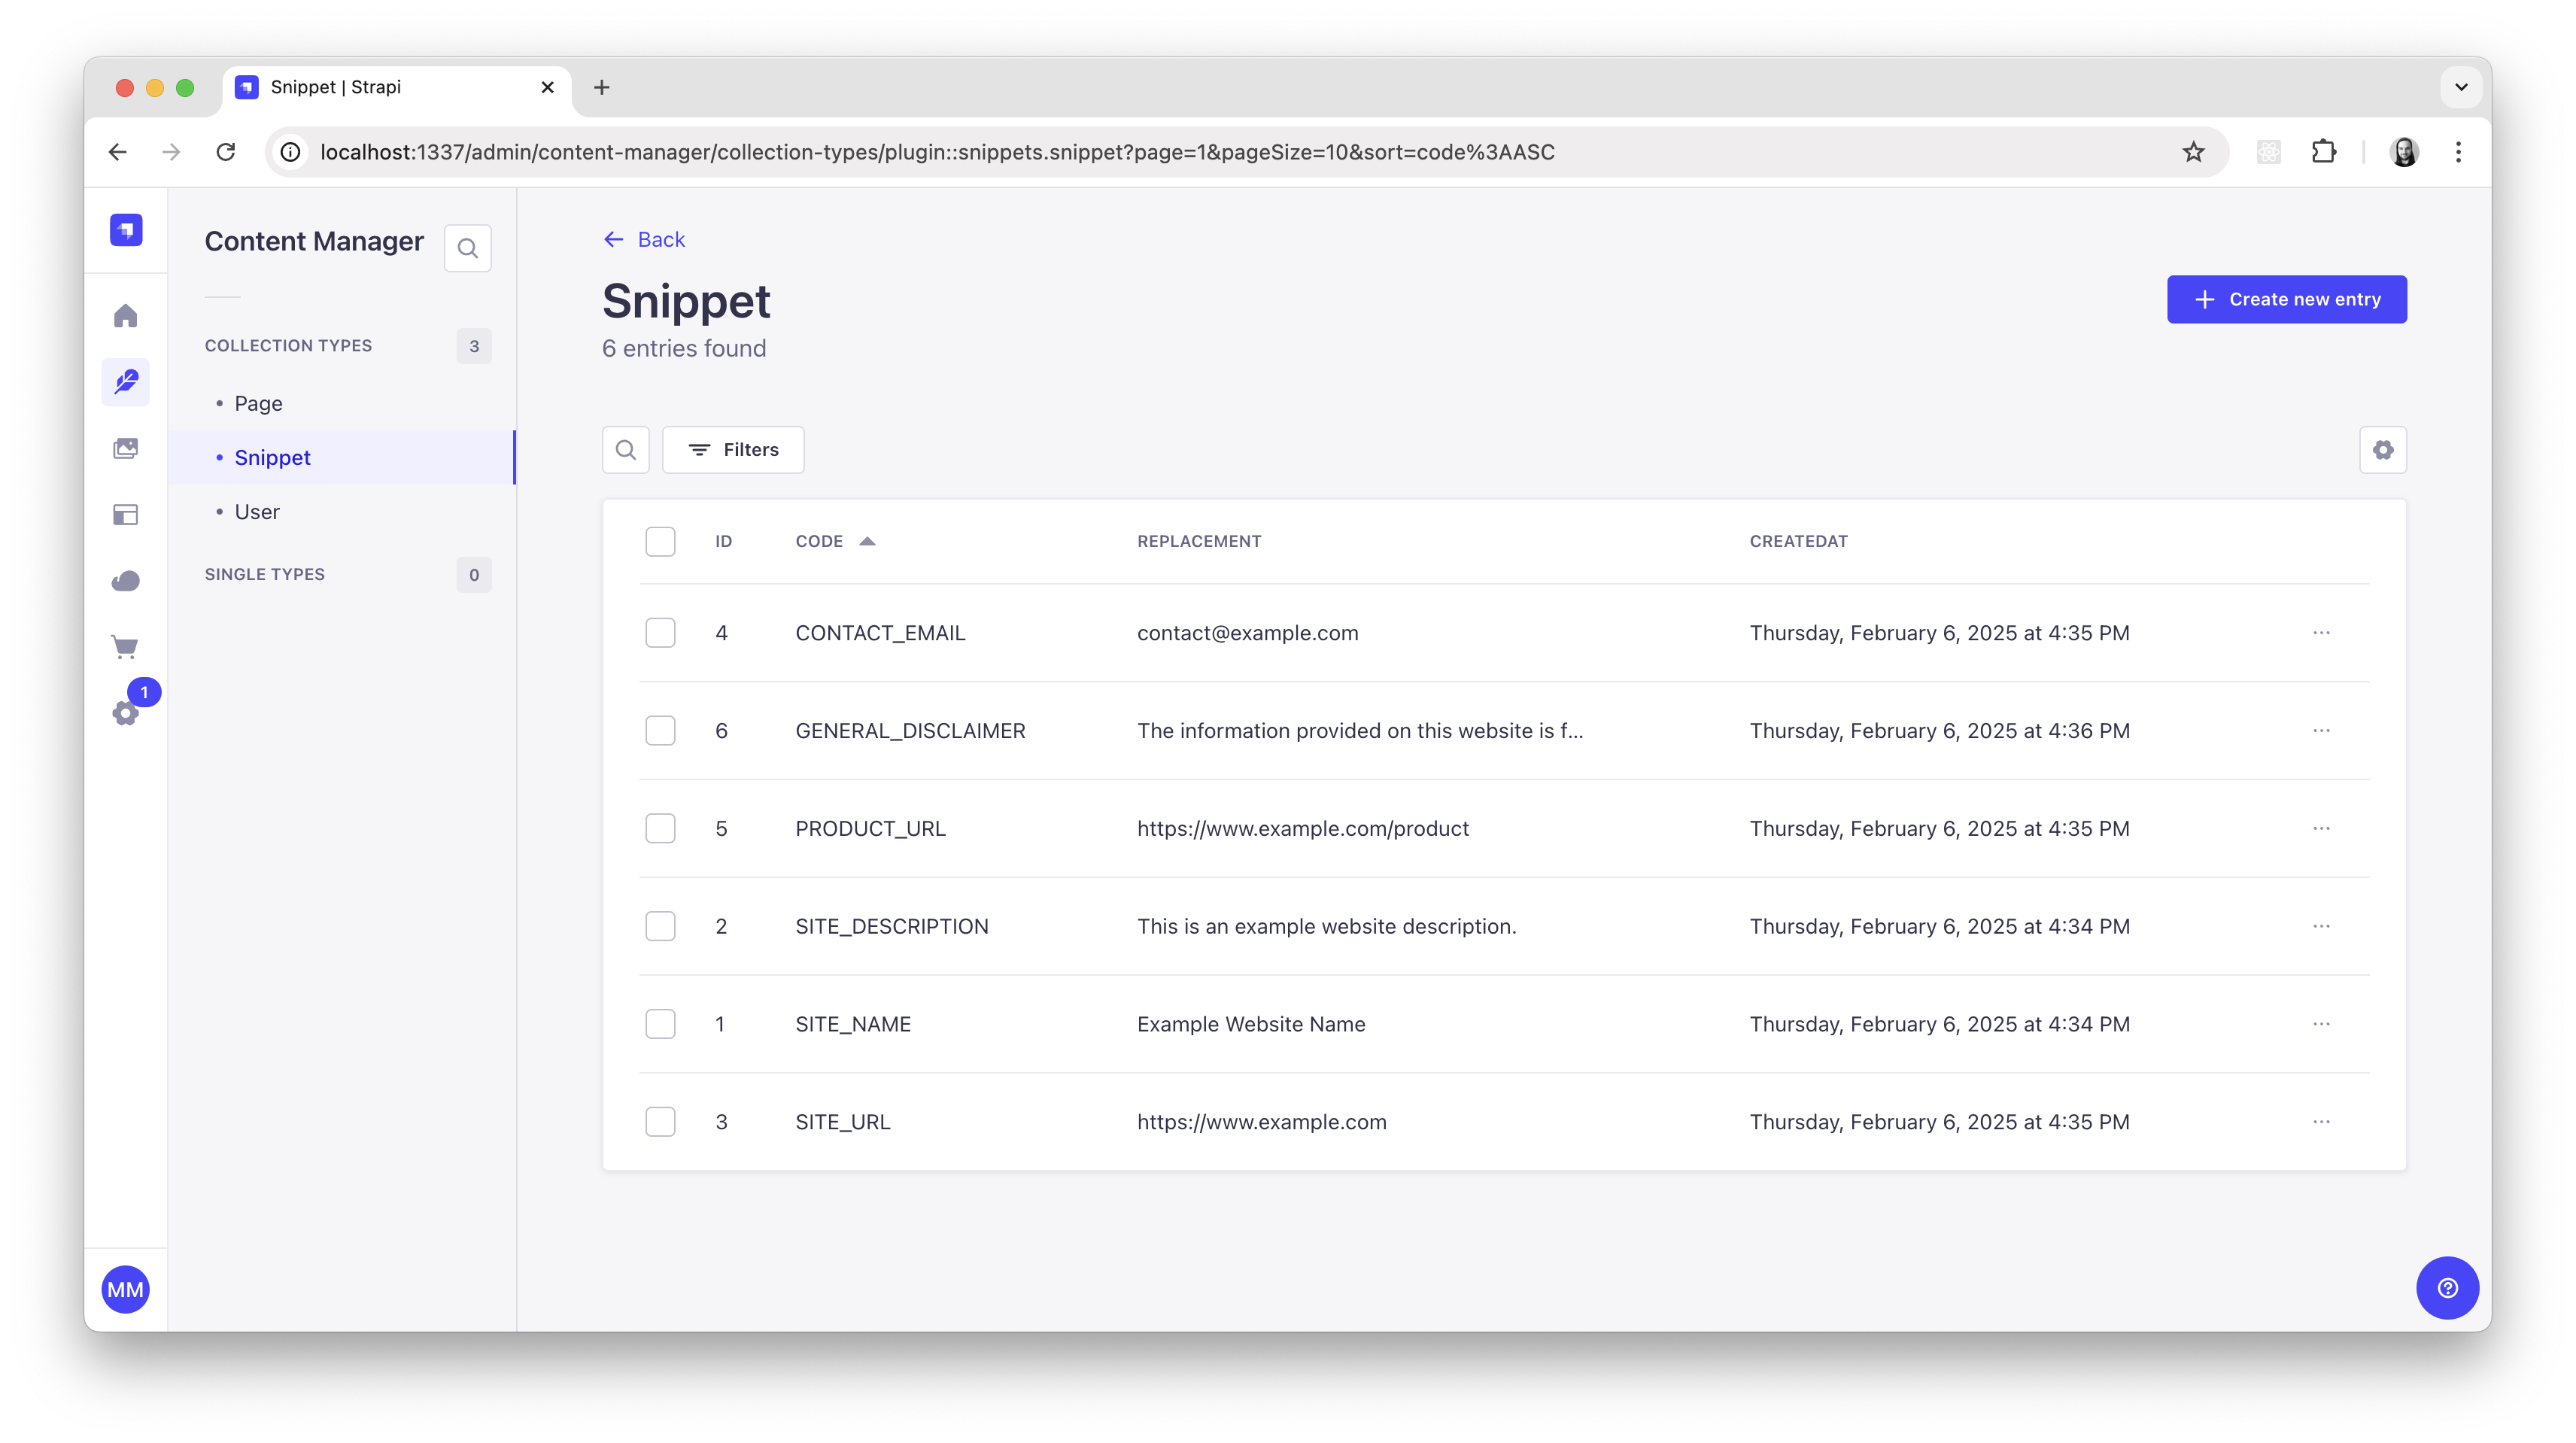 Snippet | Strapi
localhost:1337/admin/content-manager/collection-types/plugin::snippets.snippet?page=1&pageSize=10&sort=code%3AASC
Content Manager
COLLECTION TYPES 3
Page
Snippet
User
SINGLE TYPES 0
1
MM
Back
Snippet
6 entries found
Create new entry
Filters
ID CODE REPLACEMENT CREATEDAT
4 CONTACT_EMAIL contact@example.com Thursday, February 6, 2025 at 4:35 PM
6 GENERAL_DISCLAIMER The information provided on this website is f... Thursday, February 6, 2025 at 4:36 PM
5 PRODUCT_URL https://www.example.com/product Thursday, February 6, 2025 at 4:35 PM
2 SITE_DESCRIPTION This is an example website description. Thursday, February 6, 2025 at 4:34 PM
1 SITE_NAME Example Website Name Thursday, February 6, 2025 at 4:34 PM
3 SITE_URL https://www.example.com Thursday, February 6, 2025 at 4:35 PM